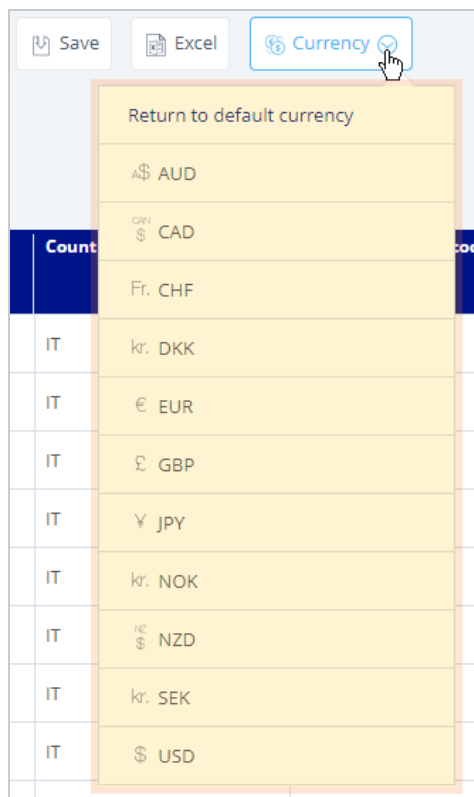 Save Excel Currency
Return to default currency
A$ AUD
CAN $ CAD
Count
Fr. CHF
IT
kr. DKK
IT
€ EUR
IT
£ GBP
IT
¥ JPY
IT
kr. NOK
IT
NZ $ NZD
IT
kr. SEK
IT
$ USD